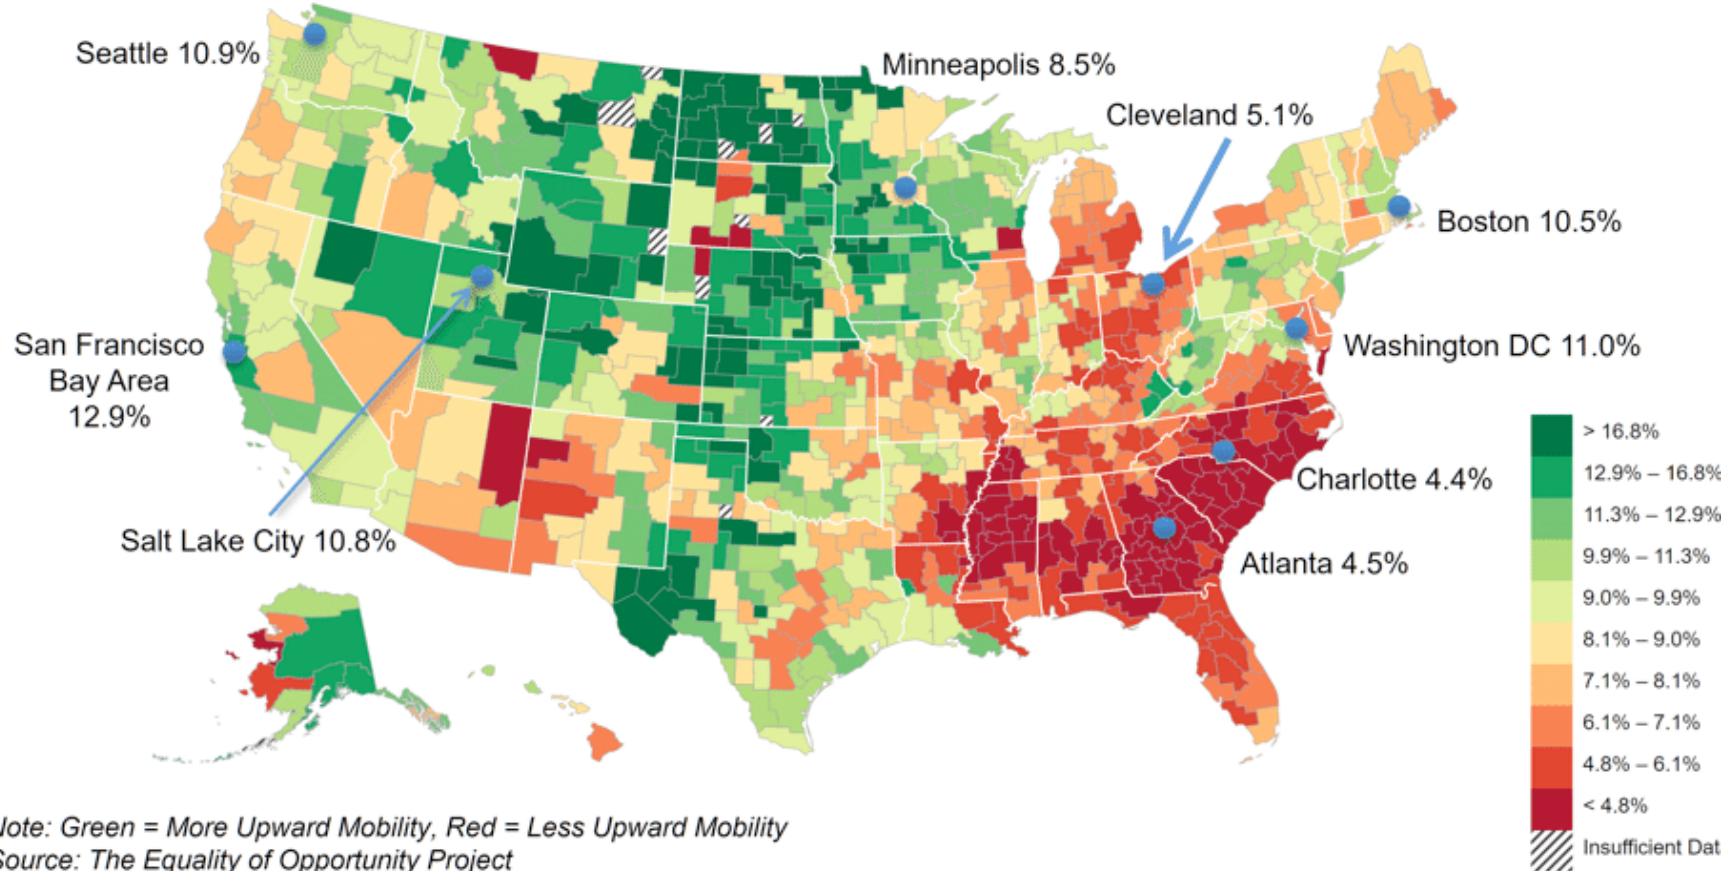 Seattle 10.9%
Minneapolis 8.5%
Cleveland 5.1%
Boston 10.5%
San Francisco
Bay Area
12.9%
Washington DC 11.0%
Charlotte 4.4%
Salt Lake City 10.8%
Atlanta 4.5%
> 16.8%
12.9% – 16.8%
11.3% – 12.9%
9.9% – 11.3%
9.0% – 9.9%
8.1% – 9.0%
7.1% – 8.1%
6.1% – 7.1%
4.8% – 6.1%
< 4.8%
Insufficient Dat
Note: Green = More Upward Mobility, Red = Less Upward Mobility
Source: The Equality of Opportunity Project